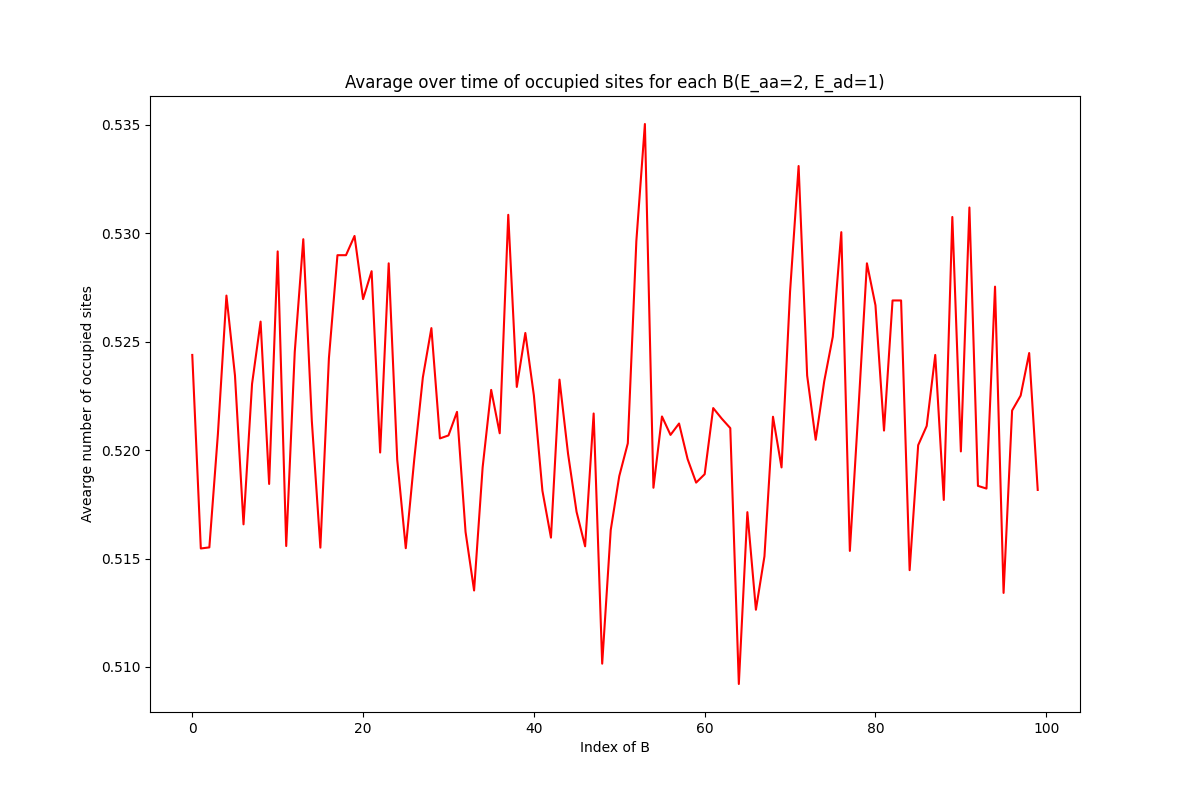 Avarage over time of occupied sites for each B(E_aa=2, E_ad=1)
Avearge number of occupied sites
0.535
0.530
0.525
0.520
0.515
0.510
0 20 40 60 80 100
Index of B